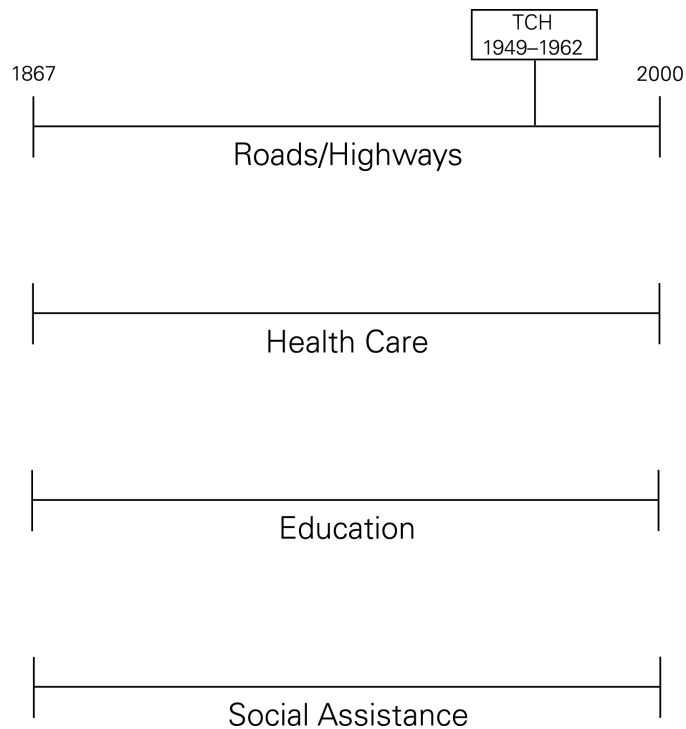 TCH
1949–1962
1867
2000
Roads/Highways
Health Care
Education
Social Assistance